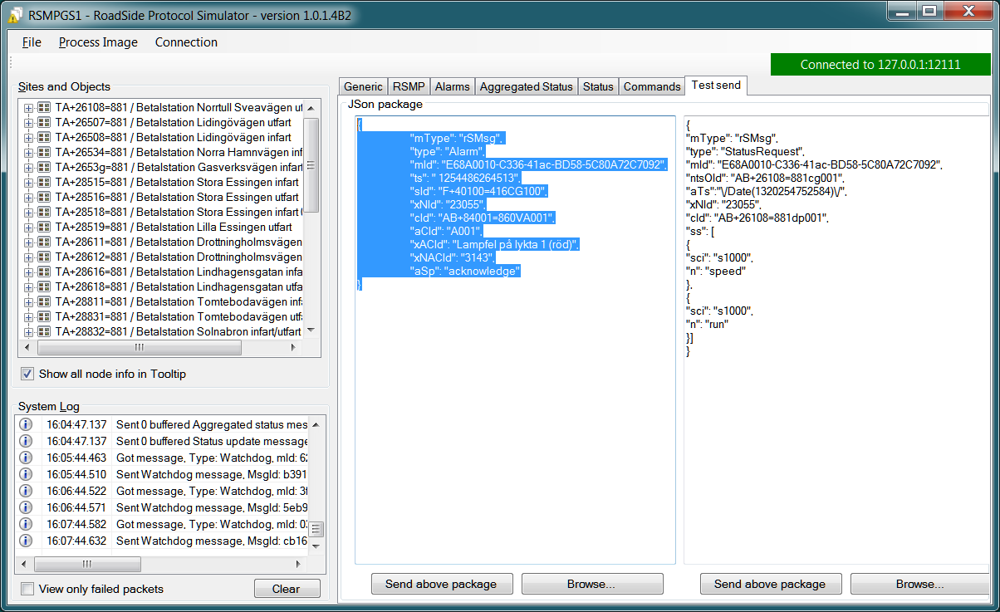 RSMPGS1 - RoadSide Protocol Simulator - version 1.0.1.4B2
File Process Image Connection
Connected to 127.0.0.1:12111
Sites and Objects
TA+26108=881 / Betalstation Norrtull Sveavägen ut
TA+26507=881 / Betalstation Lidingövägen utfart
TA+26508=881 / Betalstation Lidingövägen infart
TA+26534=881 / Betalstation Norra Hamnvägen inf
TA+2653g=881 / Betalstation Gasverksvägen infart
TA+28515=881 / Betalstation Stora Essingen infart
TA+28516=881 / Betalstation Stora Essingen utfart
TA+28518=881 / Betalstation Stora Essingen infart (
TA+28519=881 / Betalstation Lilla Essingen utfart
TA+28611=881 / Betalstation Drottningholmsvägen
TA+28612=881 / Betalstation Drottningholmsvägen
TA+28616=881 / Betalstation Lindhagensgatan infa
TA+28618=881 / Betalstation Lindhagensgatan utfa
TA+28811=881 / Betalstation Tomtebodavägen inf
TA+28831=881 / Betalstation Tomtebodavägen utf
TA+28832=881 / Betalstation Solnabron infart/utfart
Show all node info in Tooltip
System Log
16:04:47.137 Sent 0 buffered Aggregated status mes
16:04:47.137 Sent 0 buffered Status update message
16:05:44.463 Got message, Type: Watchdog, mId: 62
16:05:44.510 Sent Watchdog message, MsgId: b391
16:06:44.522 Got message, Type: Watchdog, mId: 3f
16:06:44.571 Sent Watchdog message, MsgId: 5eb9
16:07:44.582 Got message, Type: Watchdog, mId: 03
16:07:44.632 Sent Watchdog message, MsgId: cb16
View only failed packets
Clear
Generic RSMP Alarms Aggregated Status Status Commands Test send
JSon package
{
"mType": "rSMsg",
"type": "Alarm",
"mId": "E68A0010-C336-41ac-BD58-5C80A72C7092",
"ts": " 1254486264513",
"sId": "F+40100=416CG100",
"xNId": "23055",
"cId": "AB+84001=860VA001",
"aCId": "A001",
"xACId": "Lampfel på lykta 1 (röd)",
"xNACId": "3143",
"aSp": "acknowledge"
}
Send above package
Browse...
{
"mType": "rSMsg",
"type": "StatusRequest",
"mId": "E68A0010-C336-41ac-BD58-5C80A72C7092",
"ntsOId": "AB+26108=881cg001",
"aTs":"\/Date(1320254752584)\/",
"xNId": "23055",
"cId": "AB+26108=881dp001",
"ss": [
{
"sci": "s1000",
"n": "speed"
},
{
"sci": "s1000",
"n": "run"
}]
}
Send above package
Browse...